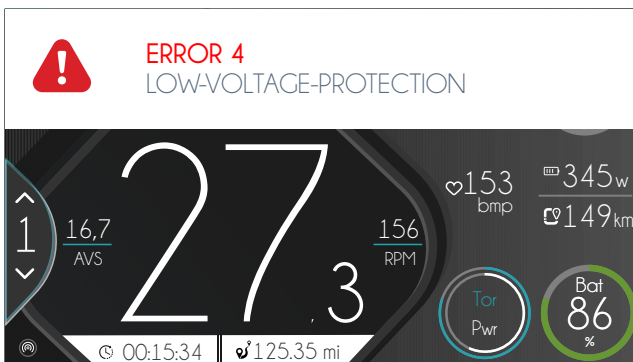 ERROR 4
LOW-VOLTAGE-PROTECTION
1
16,7
AVS
27,3
156
RPM
153
bmp
345w
149km
Tor
Pwr
Bat
86
%
00:15:34
125.35 mi